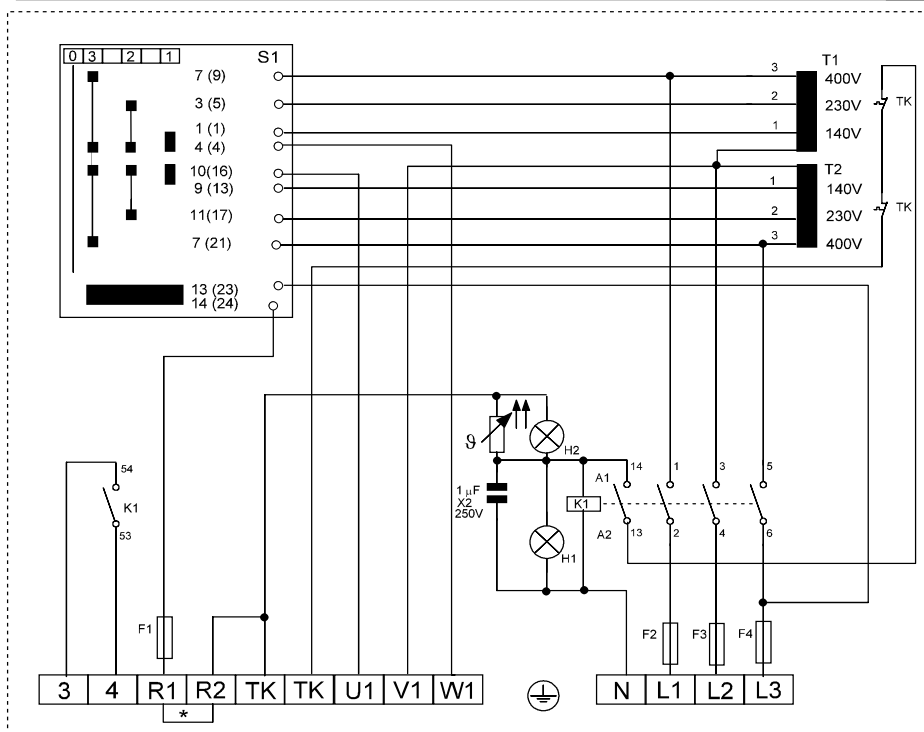 0 3 2 1
S1
7 (9)
3 (5)
1 (1)
4 (4)
10(16)
9 (13)
11(17)
7 (21)
13 (23)
14 (24)
3
2
1
T1
400V
230V
140V
TK
T2
1
2
3
140V
230V
400V
TK
54
K1
53
ϑ
H2
1 µF
X2
250V
H1
K1
A1
A2
14
13
1
2
3
4
5
6
F1
F2
F3
F4
3 4 R1 R2 TK TK U1 V1 W1
*
N L1 L2 L3